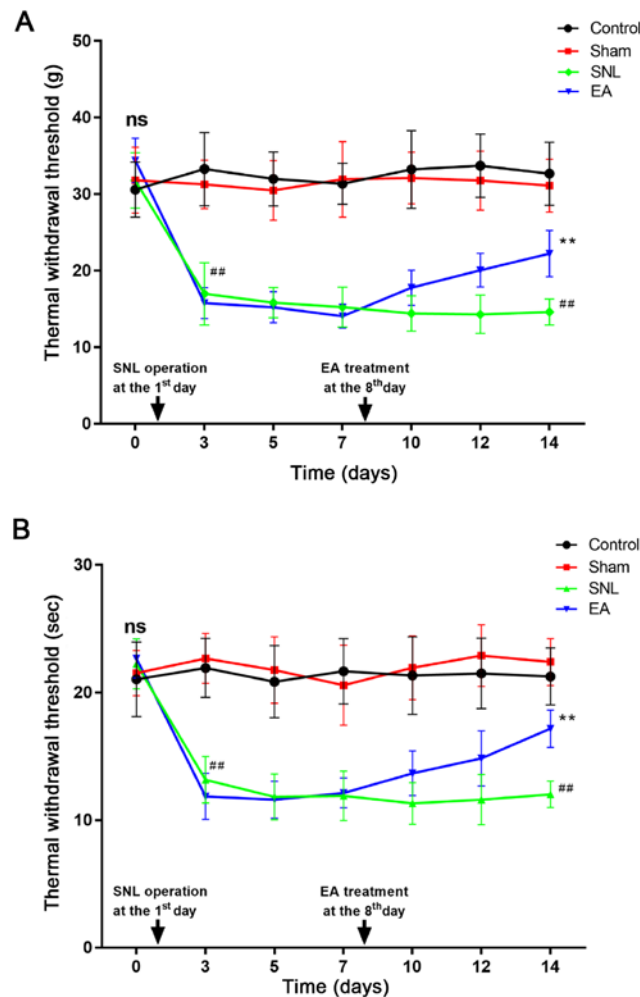 A
Control
Sham
SNL
EA
Thermal withdrawal threshold (g)
50
40
30
20
10
0
ns
##
**
##
SNL operation
at the 1st day
EA treatment
at the 8th day
0 3 5 7 10 12 14
Time (days)
B
Control
Sham
SNL
EA
Thermal withdrawal threshold (sec)
30
20
10
0
ns
##
**
##
SNL operation
at the 1st day
EA treatment
at the 8th day
0 3 5 7 10 12 14
Time (days)